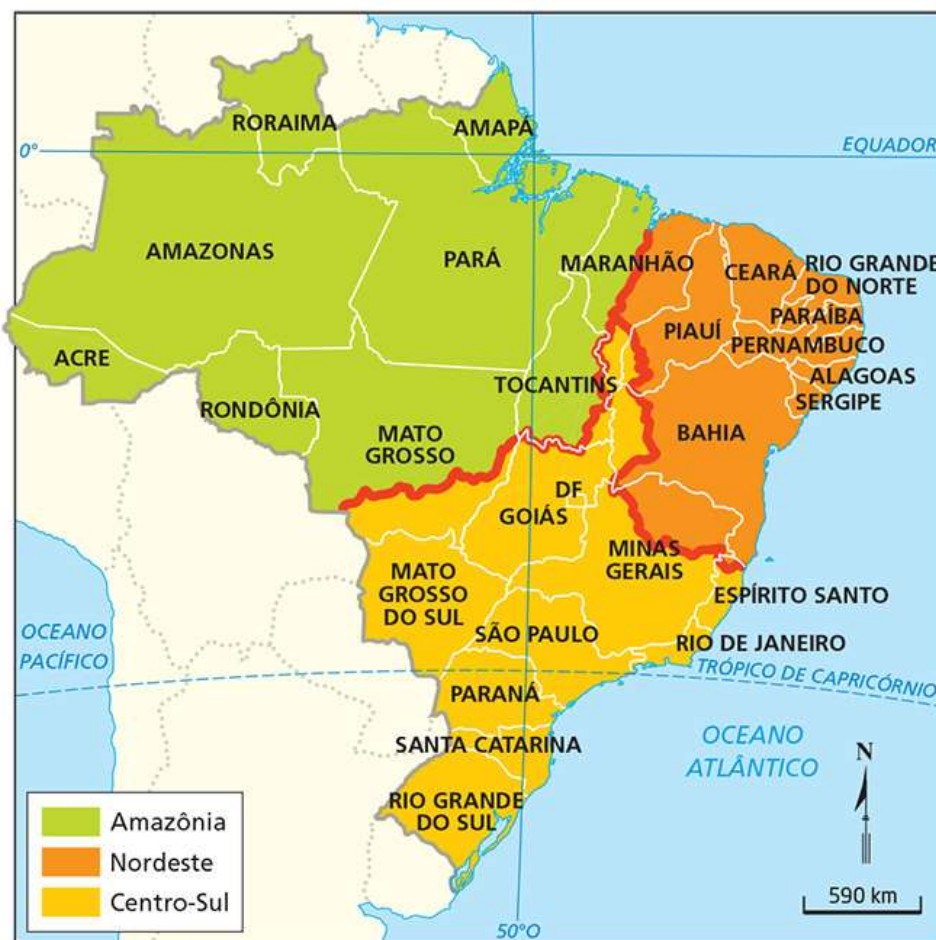 RORAIMA
AMAPÁ
0°
EQUADOR
AMAZONAS
PARÁ
MARANHÃO
CEARÁ
RIO GRANDE
DO NORTE
PARAÍBA
PIAUÍ
PERNAMBUCO
ACRE
TOCANTINS
ALAGOAS
SERGIPE
RONDÔNIA
MATO
GROSSO
BAHIA
DF
GOIÁS
MINAS
GERAIS
MATO
GROSSO
DO SUL
ESPÍRITO SANTO
OCEANO
PACÍFICO
SÃO PAULO
RIO DE JANEIRO
TRÓPICO DE CAPRICÓRNIO
PARANÁ
SANTA CATARINA
OCEANO
ATLÂNTICO
N
RIO GRANDE
DO SUL
Amazônia
Nordeste
Centro-Sul
590 km
50°O